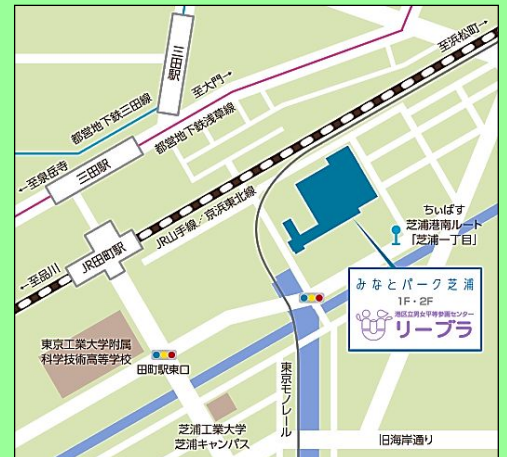 至浜松町→
三田駅
至大門→
都営地下鉄三田線
都営地下鉄浅草線
←至泉岳寺
三田駅
JR山手線/京浜東北線
JR田町駅
←至品川
ちぃばす
芝浦港南ルート
「芝浦一丁目」
みなとパーク芝浦
1F・2F
港区立男女平等参画センター
リーブラ
東京工業大学附属
科学技術高等学校
田町駅東口
東京モノレール
芝浦工業大学
芝浦キャンパス
旧海岸通り